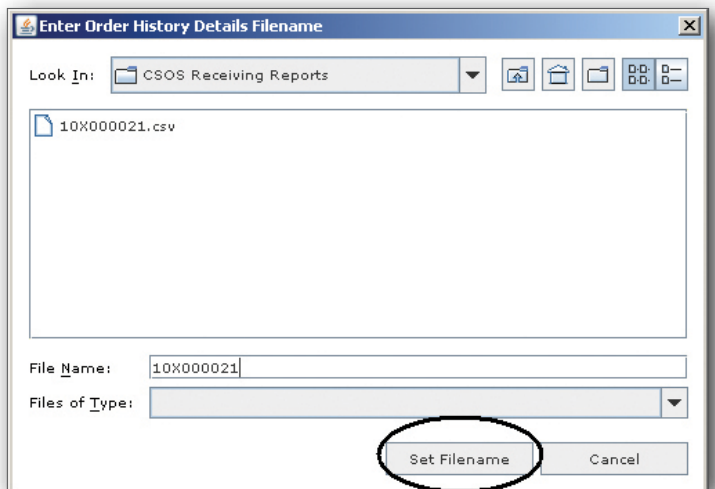 Enter Order History Details Filename
Look In: CSOS Receiving Reports
10X000021.csv
File Name: 10X000021
Files of Type:
Set Filename Cancel